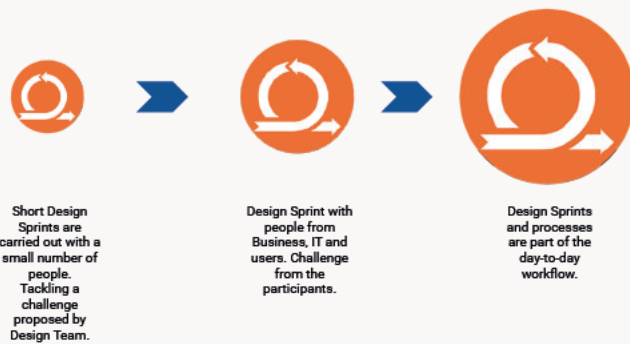 Short Design
Sprints are
carried out with a
small number of
people.
Tackling a
challenge
proposed by
Design Team.
Design Sprint with
people from
Business, IT and
users. Challenge
from the
participants.
Design Sprints
and processes
are part of the
day-to-day
workflow.